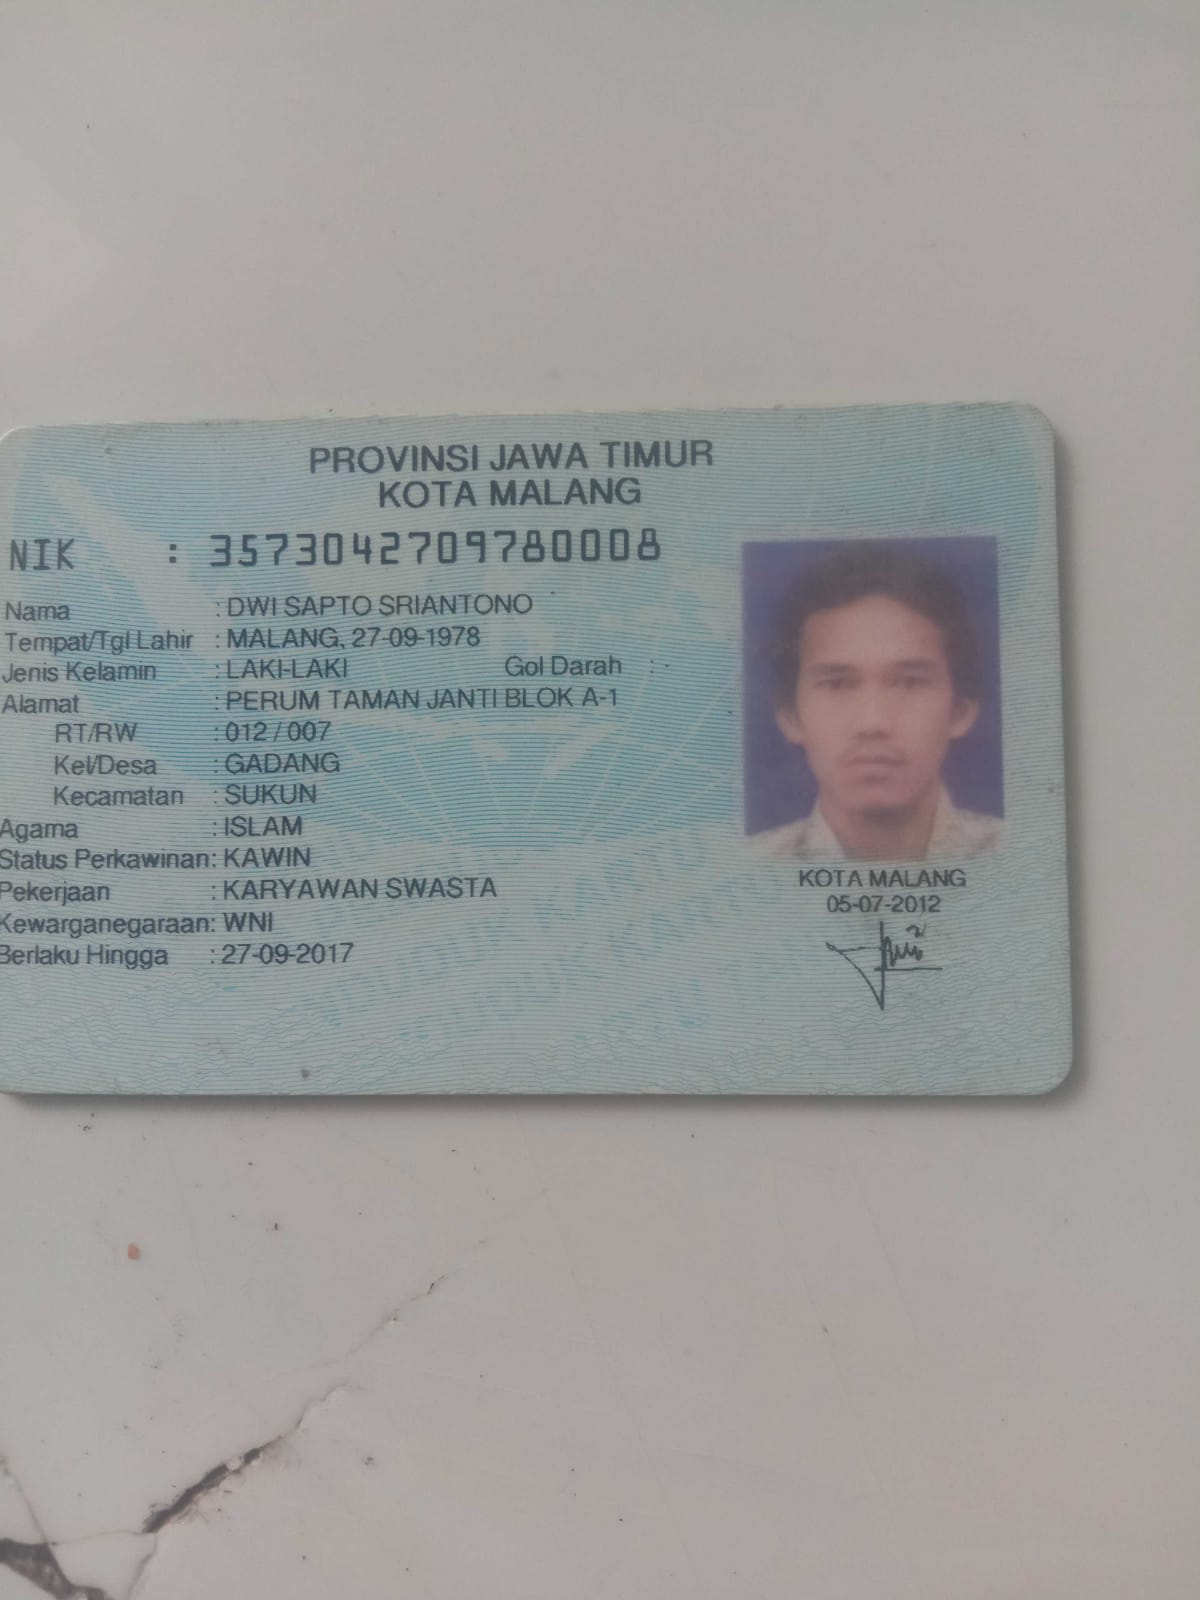 PROVINSI JAWA TIMUR
KOTA MALANG
NIK : 3573042709780008
Nama : DWI SAPTO SRIANTONO
Tempat/Tgl Lahir : MALANG, 27-09-1978
Jenis Kelamin : LAKI-LAKI Gol Darah : -
Alamat : PERUM TAMAN JANTI BLOK A-1
RT/RW : 012 / 007
Kel/Desa : GADANG
Kecamatan : SUKUN
Agama : ISLAM
Status Perkawinan: KAWIN
Pekerjaan : KARYAWAN SWASTA
Kewarganegaraan: WNI
Berlaku Hingga : 27-09-2017
KOTA MALANG
05-07-2012